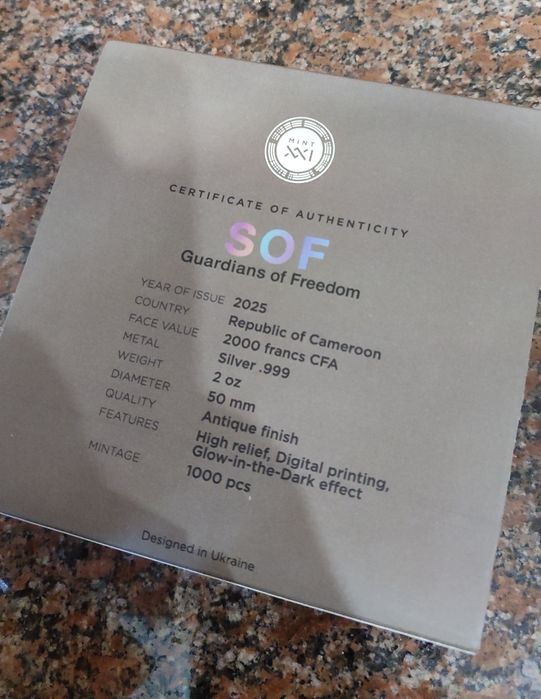 MINT
XXI
CERTIFICATE OF AUTHENTICITY
SOF
Guardians of Freedom
YEAR OF ISSUE 2025
COUNTRY Republic of Cameroon
FACE VALUE 2000 francs CFA
METAL Silver .999
WEIGHT 2 oz
DIAMETER 50 mm
QUALITY Antique finish
FEATURES High relief, Digital printing,
Glow-in-the-Dark effect
MINTAGE 1000 pcs
Designed in Ukraine